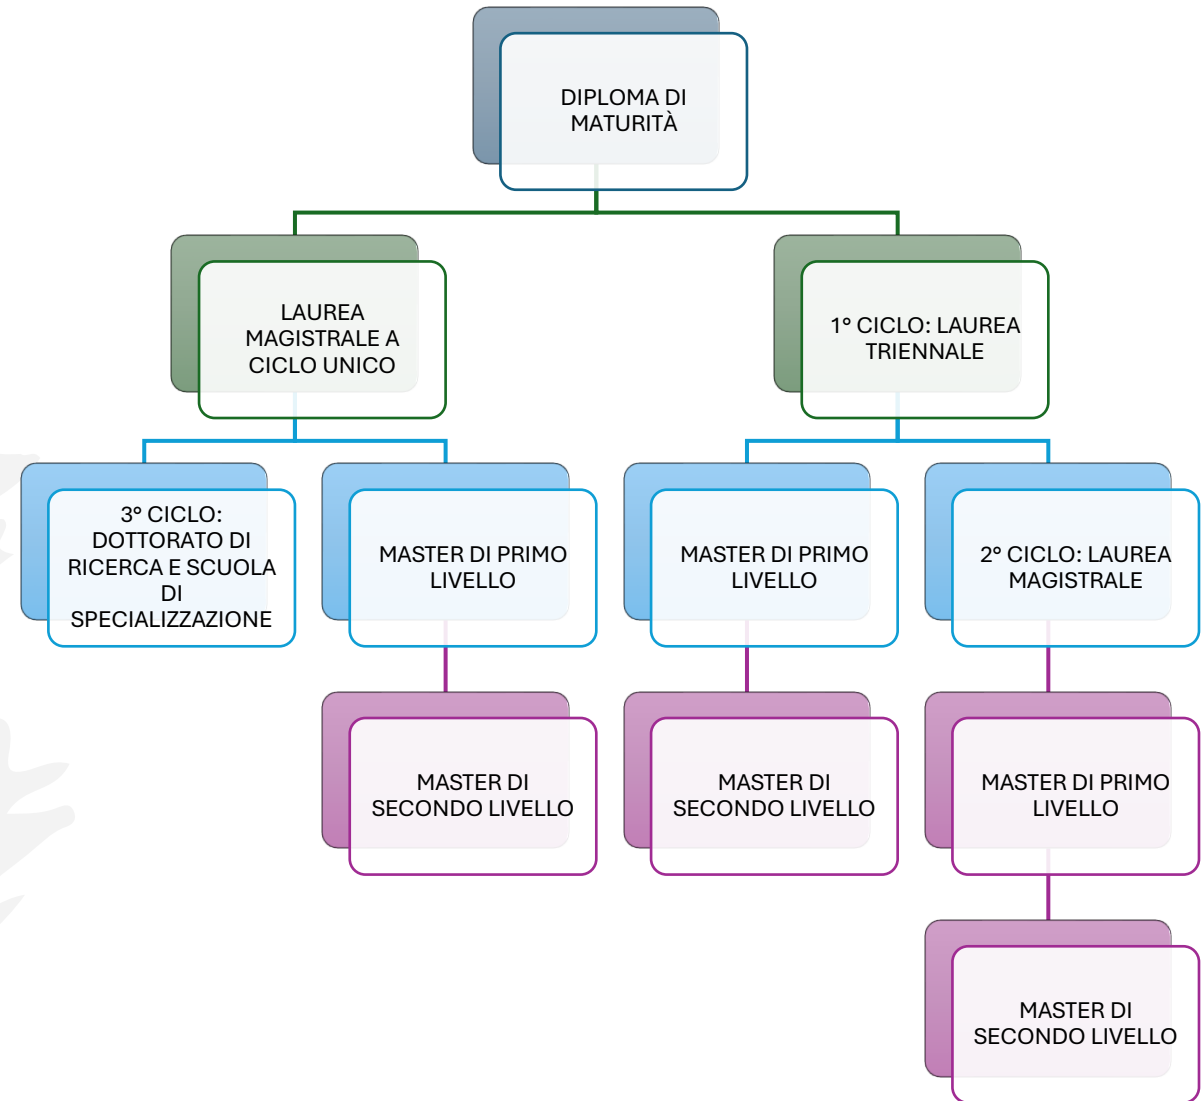 DIPLOMA DI
MATURITÀ
LAUREA
MAGISTRALE A
CICLO UNICO
1° CICLO: LAUREA
TRIENNALE
3° CICLO:
DOTTORATO DI
RICERCA E SCUOLA
DI
SPECIALIZZAZIONE
MASTER DI PRIMO
LIVELLO
MASTER DI PRIMO
LIVELLO
2° CICLO: LAUREA
MAGISTRALE
MASTER DI
SECONDO LIVELLO
MASTER DI
SECONDO LIVELLO
MASTER DI PRIMO
LIVELLO
MASTER DI
SECONDO LIVELLO